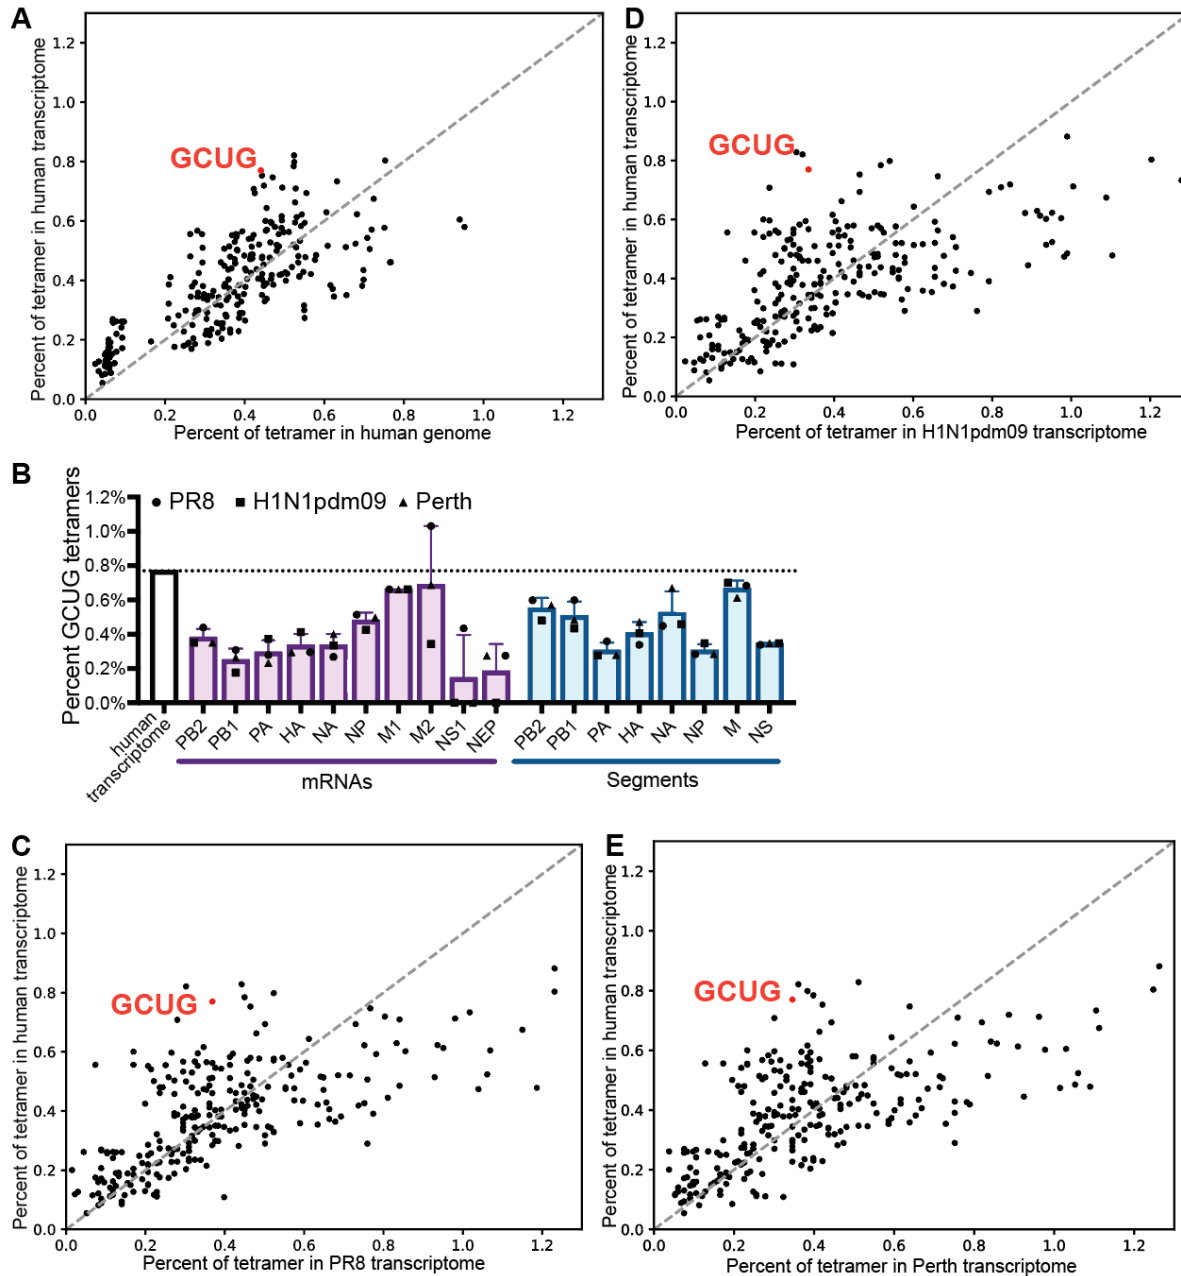 A
Percent of tetramer in human transcriptome
1.2
1.0
0.8
0.6
0.4
0.2
0.0
GCUG
0.0 0.2 0.4 0.6 0.8 1.0 1.2
Percent of tetramer in human genome
D
Percent of tetramer in human transcriptome
1.2
1.0
0.8
0.6
0.4
0.2
0.0
GCUG
0.0 0.2 0.4 0.6 0.8 1.0 1.2
Percent of tetramer in H1N1pdm09 transcriptome
B
Percent GCUG tetramers
1.2%
1.0%
0.8%
0.6%
0.4%
0.2%
0.0%
PR8 H1N1pdm09 Perth
human
transcriptome
PB2 PB1 PA HA NA NP M1 M2 NS1 NEP PB2 PB1 PA HA NA NP M NS
mRNAs Segments
C
Percent of tetramer in human transcriptome
1.2
1.0
0.8
0.6
0.4
0.2
0.0
GCUG
0.0 0.2 0.4 0.6 0.8 1.0 1.2
Percent of tetramer in PR8 transcriptome
E
Percent of tetramer in human transcriptome
1.2
1.0
0.8
0.6
0.4
0.2
0.0
GCUG
0.0 0.2 0.4 0.6 0.8 1.0 1.2
Percent of tetramer in Perth transcriptome